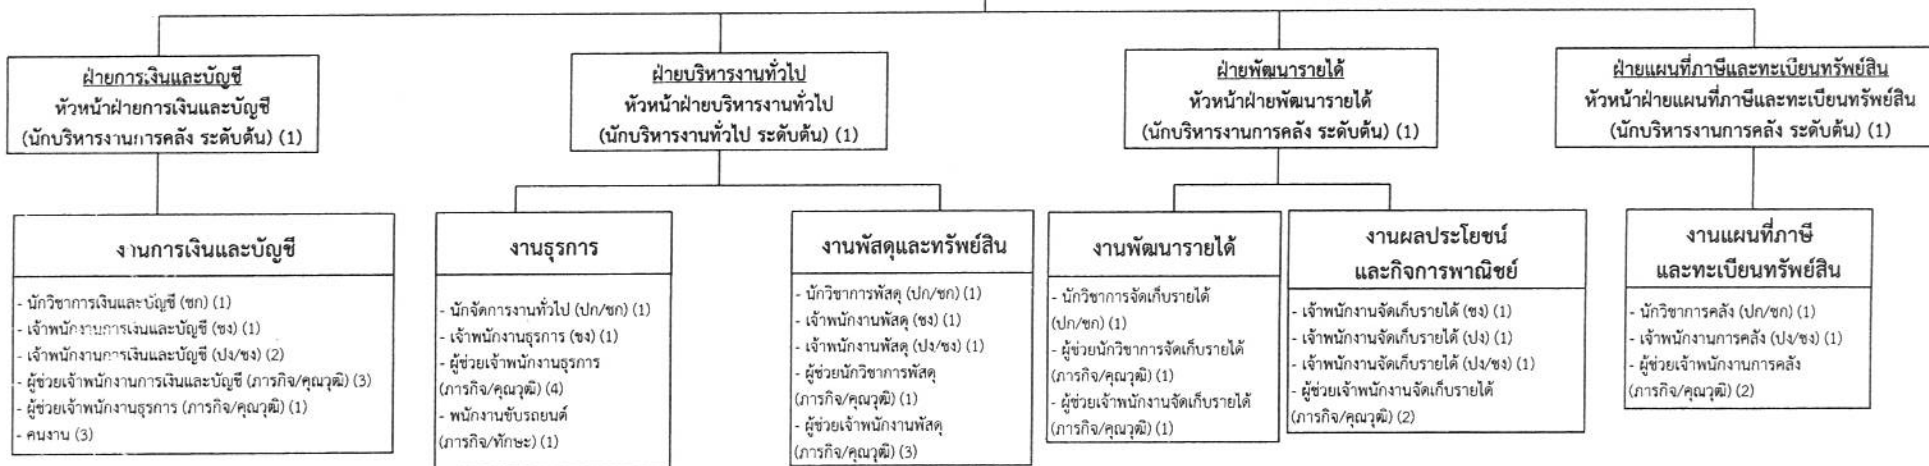 ฝ่ายการเงินและบัญชี
หัวหน้าฝ่ายการเงินและบัญชี
(นักบริหารงานการคลัง ระดับต้น) (1)
ฝ่ายบริหารงานทั่วไป
หัวหน้าฝ่ายบริหารงานทั่วไป
(นักบริหารงานทั่วไป ระดับต้น) (1)
ฝ่ายพัฒนารายได้
หัวหน้าฝ่ายพัฒนารายได้
(นักบริหารงานการคลัง ระดับต้น) (1)
ฝ่ายแผนที่ภาษีและทะเบียนทรัพย์สิน
หัวหน้าฝ่ายแผนที่ภาษีและทะเบียนทรัพย์สิน
(นักบริหารงานการคลัง ระดับต้น) (1)
งานการเงินและบัญชี
- นักวิชาการเงินและบัญชี (ชก) (1)
- เจ้าพนักงานการเงินและบัญชี (ชง) (1)
- เจ้าพนักงานการเงินและบัญชี (ปง/ชง) (2)
- ผู้ช่วยเจ้าพนักงานการเงินและบัญชี (ภารกิจ/คุณวุฒิ) (3)
- ผู้ช่วยเจ้าพนักงานธุรการ (ภารกิจ/คุณวุฒิ) (1)
- คนงาน (3)
งานธุรการ
- นักจัดการงานทั่วไป (ปก/ชก) (1)
- เจ้าพนักงานธุรการ (ชง) (1)
- ผู้ช่วยเจ้าพนักงานธุรการ
(ภารกิจ/คุณวุฒิ) (4)
- พนักงานขับรถยนต์
(ภารกิจ/ทักษะ) (1)
งานพัสดุและทรัพย์สิน
- นักวิชาการพัสดุ (ปก/ชก) (1)
- เจ้าพนักงานพัสดุ (ชง) (1)
- เจ้าพนักงานพัสดุ (ปง/ชง) (1)
- ผู้ช่วยนักวิชาการพัสดุ
(ภารกิจ/คุณวุฒิ) (1)
- ผู้ช่วยเจ้าพนักงานพัสดุ
(ภารกิจ/คุณวุฒิ) (3)
งานพัฒนารายได้
- นักวิชาการจัดเก็บรายได้
(ปก/ชก) (1)
- ผู้ช่วยนักวิชาการจัดเก็บรายได้
(ภารกิจ/คุณวุฒิ) (1)
- ผู้ช่วยเจ้าพนักงานจัดเก็บรายได้
(ภารกิจ/คุณวุฒิ) (1)
งานผลประโยชน์
และกิจการพาณิชย์
- เจ้าพนักงานจัดเก็บรายได้ (ชง) (1)
- เจ้าพนักงานจัดเก็บรายได้ (ปง) (1)
- เจ้าพนักงานจัดเก็บรายได้ (ปง/ชง) (1)
- ผู้ช่วยเจ้าพนักงานจัดเก็บรายได้
(ภารกิจ/คุณวุฒิ) (2)
งานแผนที่ภาษี
และทะเบียนทรัพย์สิน
- นักวิชาการคลัง (ปก/ชก) (1)
- เจ้าพนักงานการคลัง (ปง/ชง) (1)
- ผู้ช่วยเจ้าพนักงานการคลัง
(ภารกิจ/คุณวุฒิ) (2)